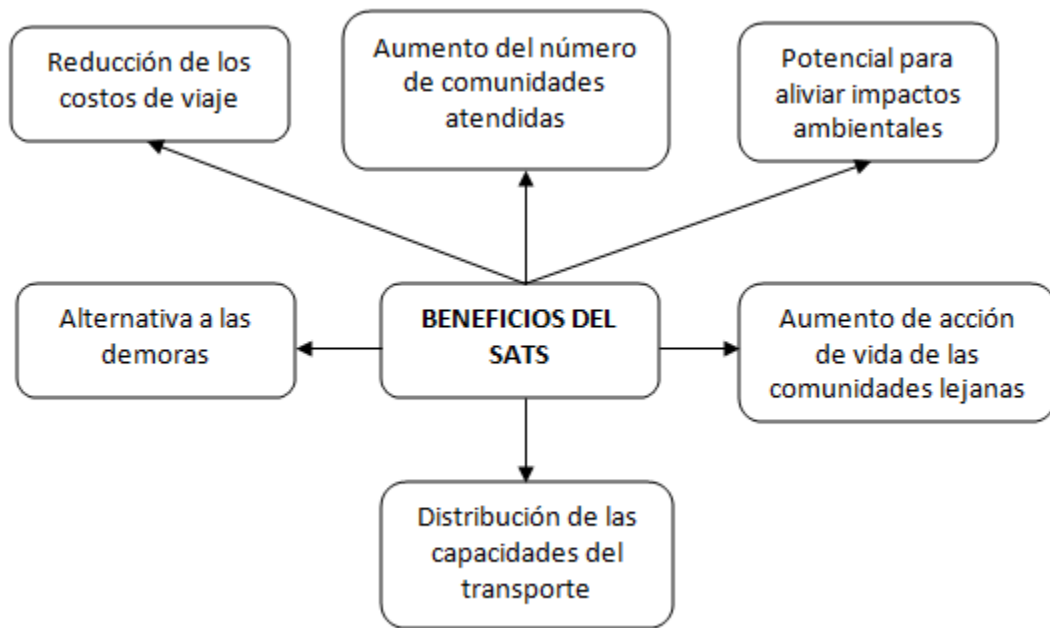 Reducción de los
costos de viaje
Aumento del número
de comunidades
atendidas
Potencial para
aliviar impactos
ambientales
Alternativa a las
demoras
BENEFICIOS DEL
SATS
Aumento de acción
de vida de las
comunidades lejanas
Distribución de las
capacidades del
transporte